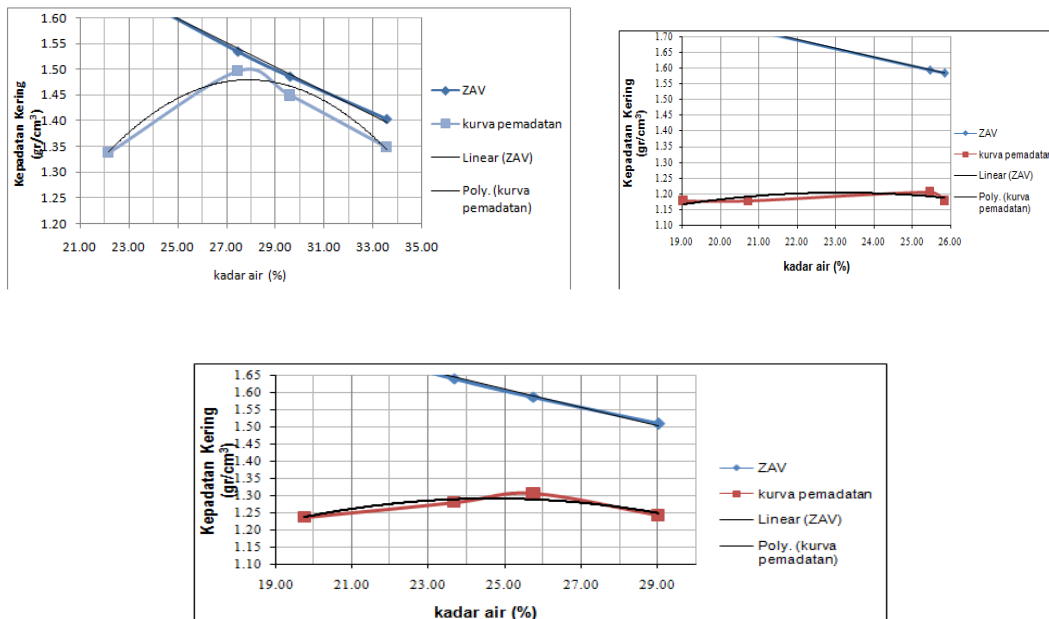 1.60
1.55
1.50
1.45
1.40
1.35
1.30
1.25
1.20
Kepadatan Kering
(gr/cm³)
21.00 23.00 25.00 27.00 29.00 31.00 33.00 35.00
kadar air (%)
ZAV
kurva pemadatan
Linear (ZAV)
Poly. (kurva
pemadatan)
1.70
1.65
1.60
1.55
1.50
1.45
1.40
1.35
1.30
1.25
1.20
1.15
1.10
Kepadatan Kering
(gr/cm³)
19.00 20.00 21.00 22.00 23.00 24.00 25.00 26.00
kadar air (%)
ZAV
kurva pemadatan
Linear (ZAV)
Poly. (kurva
pemadatan)
1.65
1.60
1.55
1.50
1.45
1.40
1.35
1.30
1.25
1.20
1.15
1.10
Kepadatan Kering
(gr/cm³)
19.00 21.00 23.00 25.00 27.00 29.00
kadar air (%)
ZAV
kurva pemadatan
Linear (ZAV)
Poly. (kurva
pemadatan)